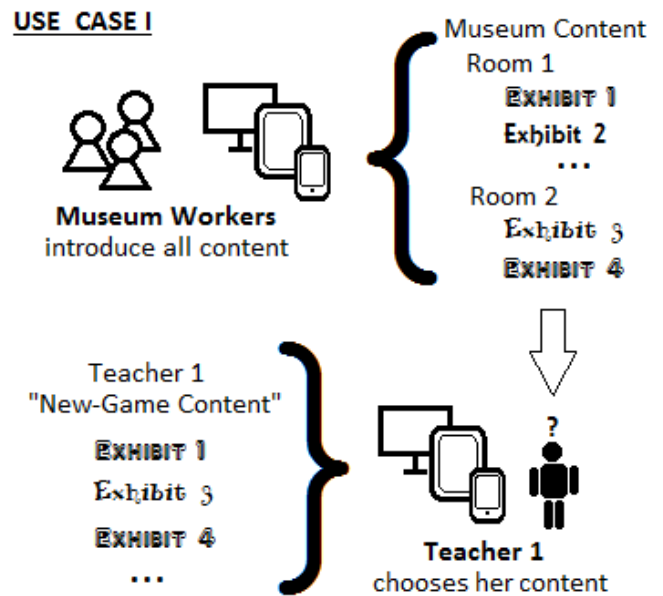 USE CASE I
Museum Content
Room 1
EXHIBIT 1
Exhibit 2
...
Museum Workers
introduce all content
Room 2
Exhibit 3
EXHIBIT 4
Teacher 1
"New-Game Content"
EXHIBIT 1
Exhibit 3
EXHIBIT 4
...
?
Teacher 1
chooses her content